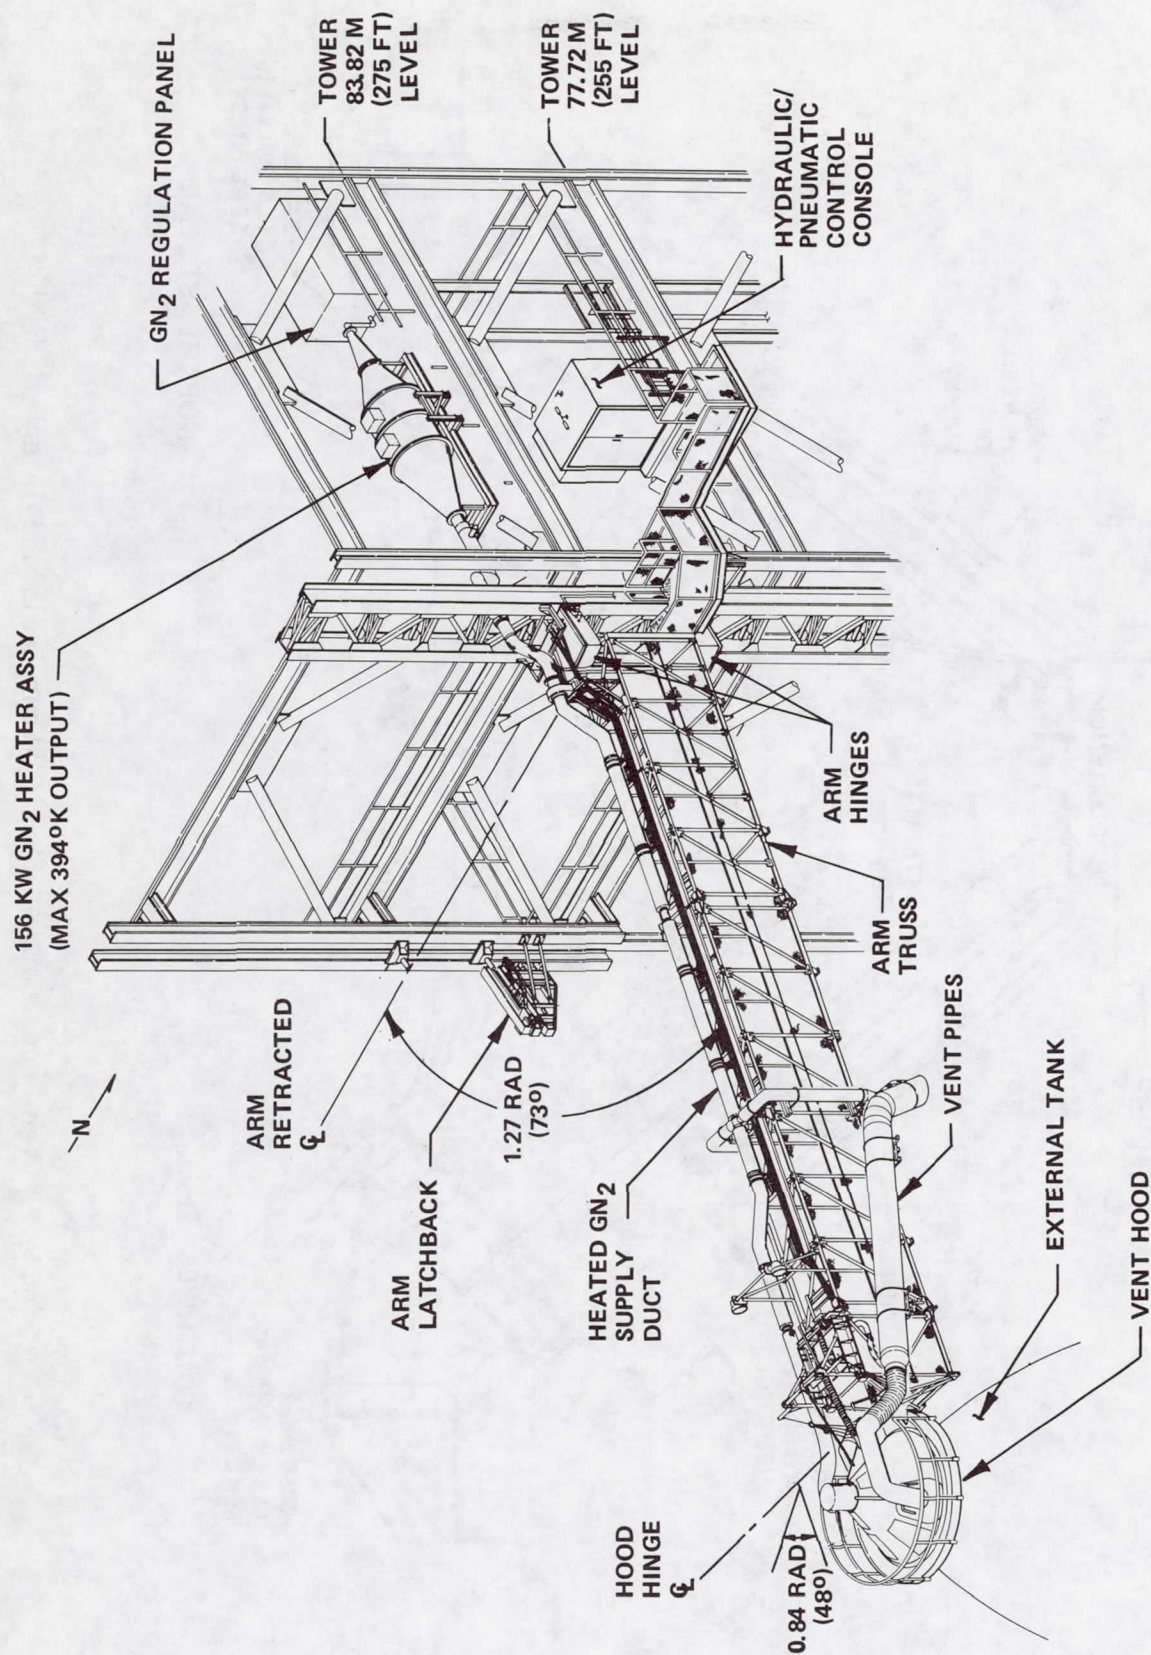 156 KW GN2 HEATER ASSY
(MAX 394°K OUTPUT)
GN2 REGULATION PANEL
TOWER
83.82 M
(275 FT)
LEVEL
TOWER
77.72 M
(255 FT)
LEVEL
HYDRAULIC/
PNEUMATIC
CONTROL
CONSOLE
N
ARM
RETRACTED
℄
ARM
LATCHBACK
1.27 RAD
(73°)
HEATED GN2
SUPPLY
DUCT
ARM
HINGES
ARM
TRUSS
VENT PIPES
EXTERNAL TANK
VENT HOOD
HOOD
HINGE
℄
0.84 RAD
(48°)